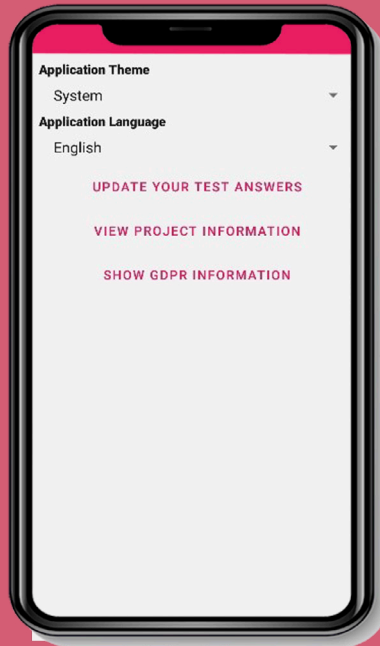 Application Theme
System
Application Language
English
UPDATE YOUR TEST ANSWERS
VIEW PROJECT INFORMATION
SHOW GDPR INFORMATION